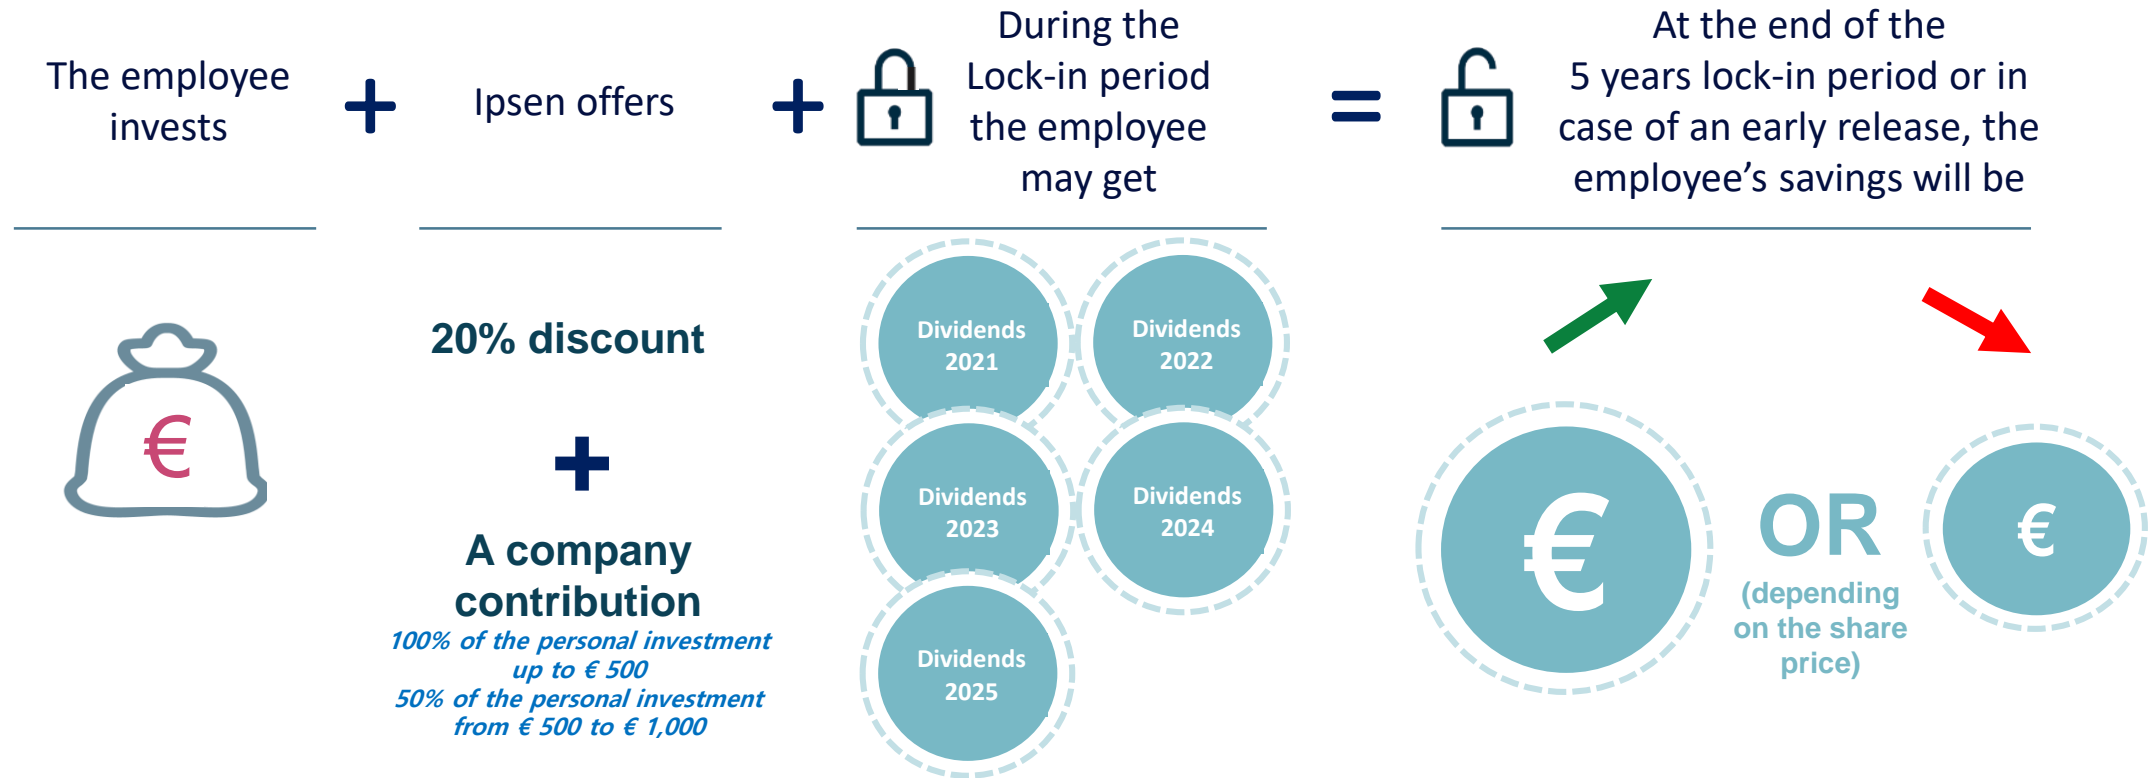 The employee
invests
+
Ipsen offers
+
During the
Lock-in period
the employee
may get
=
At the end of the
5 years lock-in period or in
case of an early release, the
employee’s savings will be
€
20% discount
+
A company
contribution
100% of the personal investment
up to € 500
50% of the personal investment
from € 500 to € 1,000
Dividends
2021
Dividends
2022
Dividends
2023
Dividends
2024
Dividends
2025
€
OR
(depending
on the share
price)
€